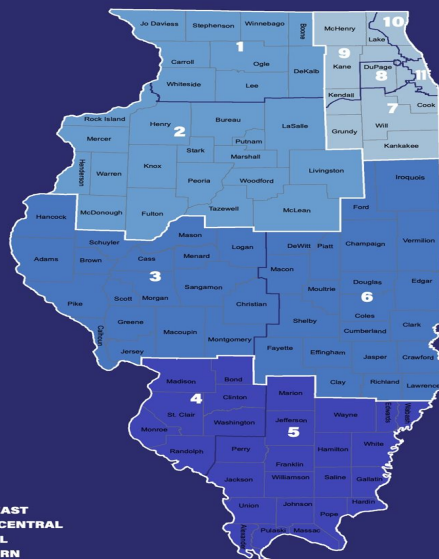 Jo Daviess Stephenson Winnebago Boone McHenry Lake 10
1 9
Carroll Ogle DeKalb Kane DuPage 11
8
Whiteside Lee Kendall Cook
7
Rock Island Henry Bureau LaSalle Grundy Will
2
Mercer Putnam Kankakee
Stark
Marshall
Henderson Warren Knox Peoria Woodford Livingston Iroquois
McDonough Fulton Tazewell McLean Ford
Hancock
Mason
Schuyler Logan DeWitt Piatt Champaign Vermilion
Adams Brown Cass Menard
3 Macon
Sangamon Douglas Edgar
Pike Scott Morgan Moultrie 6
Christian Coles
Greene Shelby Cumberland Clark
Calhoun Macoupin Montgomery
Jersey Fayette Effingham Jasper Crawford
Clay Richland Lawrence
Madison Bond Marion
4 Clinton Wayne Edwards Wabash
St. Clair Jefferson
Washington 5
Monroe Hamilton White
Randolph Perry
Franklin
Jackson Williamson Saline Gallatin
Hardin
Union Johnson Pope
Alexander Pulaski Massac
AST
CENTRAL
L
RN